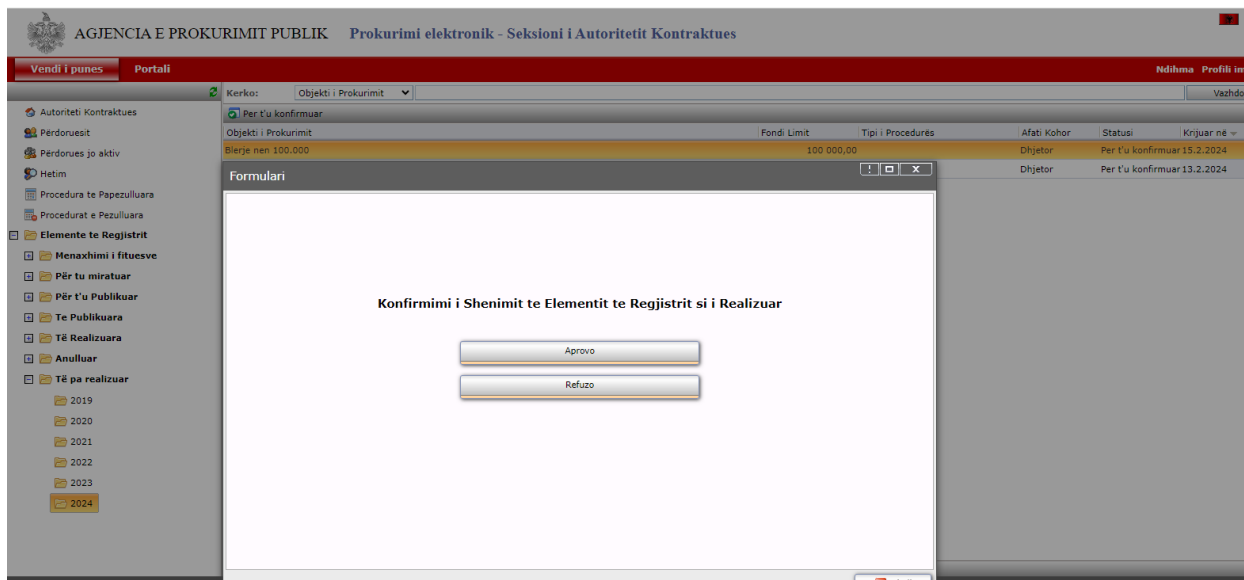 AGJENCIA E PROKURIMIT PUBLIK Prokurimi elektronik - Seksioni i Autoritetit Kontraktues
Vendi i punes Portali Ndihma Profili im
Kerko: Objekti i Prokurimit Vazhdo
Autoriteti Kontraktues
Përdoruesit
Përdorues jo aktiv
Hetim
Procedura te Papezulluara
Procedurat e Pezulluara
Elemente te Regjistrit
Menaxhimi i fituesve
Për tu miratuar
Për t'u Publikuar
Te Publikuara
Të Realizuara
Anulluar
Të pa realizuar
2019
2020
2021
2022
2023
2024
Per t'u konfirmuar
Objekti i Prokurimit Fondi Limit Tipi i Procedurës Afati Kohor Statusi Krijuar në
Blerje nen 100.000 100 000,00 Dhjetor Per t'u konfirmuar 15.2.2024
Dhjetor Per t'u konfirmuar 13.2.2024
Formulari
Konfirmimi i Shenimit te Elementit te Regjistrit si i Realizuar
Aprovo
Refuzo